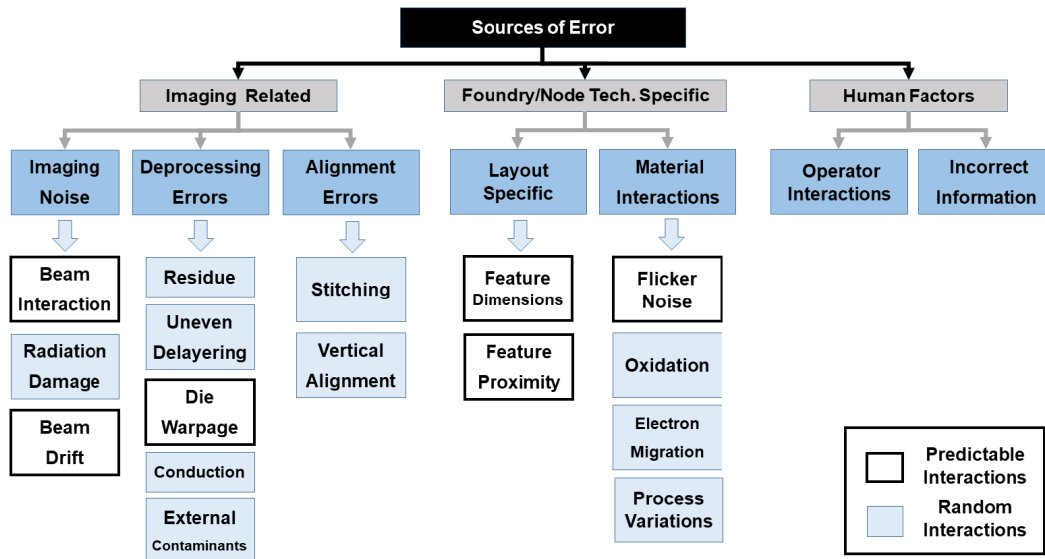 Sources of Error
Imaging Related
Foundry/Node Tech. Specific
Human Factors
Imaging
Noise
Deprocessing
Errors
Alignment
Errors
Layout
Specific
Material
Interactions
Operator
Interactions
Incorrect
Information
Beam
Interaction
Radiation
Damage
Beam
Drift
Residue
Uneven
Delayering
Die
Warpage
Conduction
External
Contaminants
Stitching
Vertical
Alignment
Feature
Dimensions
Feature
Proximity
Flicker
Noise
Oxidation
Electron
Migration
Process
Variations
Predictable
Interactions
Random
Interactions